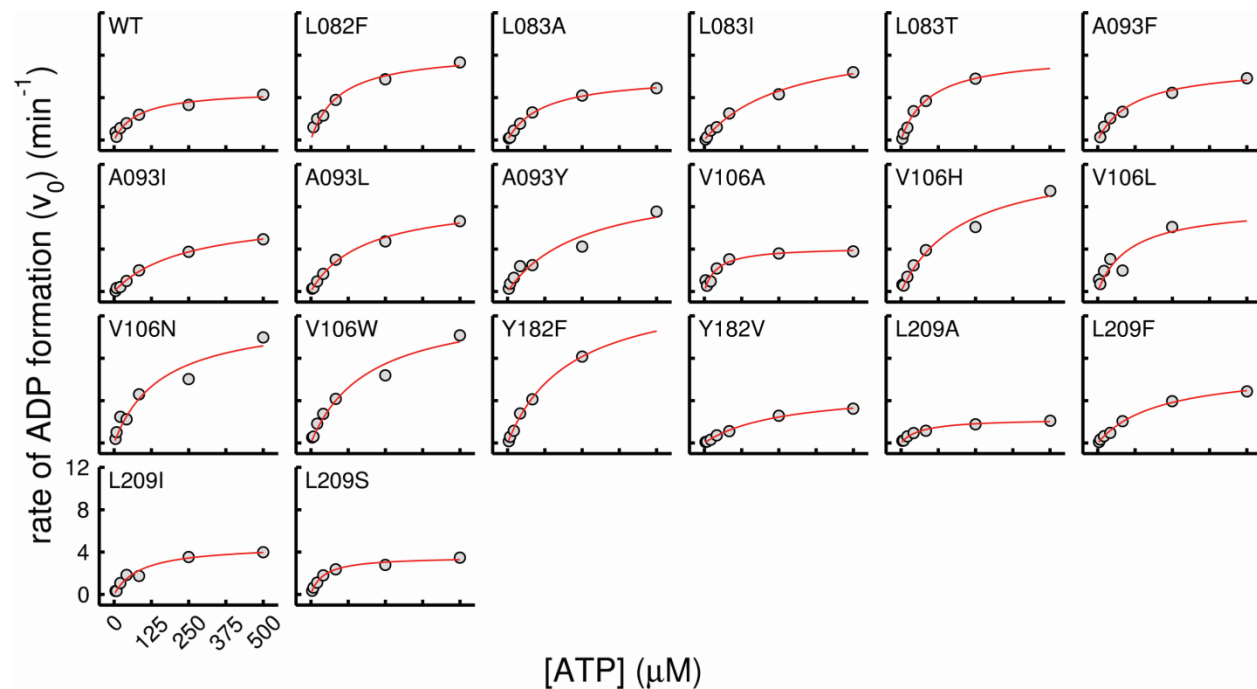 WT
L082F
L083A
L083I
L083T
A093F
A093I
A093L
A093Y
V106A
V106H
V106L
V106N
V106W
Y182F
Y182V
L209A
L209F
L209I
L209S
rate of ADP formation (v₀) (min⁻¹)
12
8
4
0
0
125
250
375
500
[ATP] (μM)